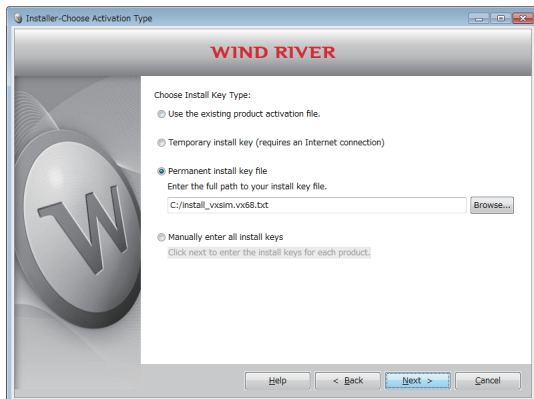 Installer-Choose Activation Type
WIND RIVER
Choose Install Key Type:
Use the existing product activation file.
Temporary install key (requires an Internet connection)
Permanent install key file
Enter the full path to your install key file.
C:/install_vxsim.vx68.txt
Browse...
Manually enter all install keys
Click next to enter the install keys for each product.
W
Help
< Back
Next >
Cancel